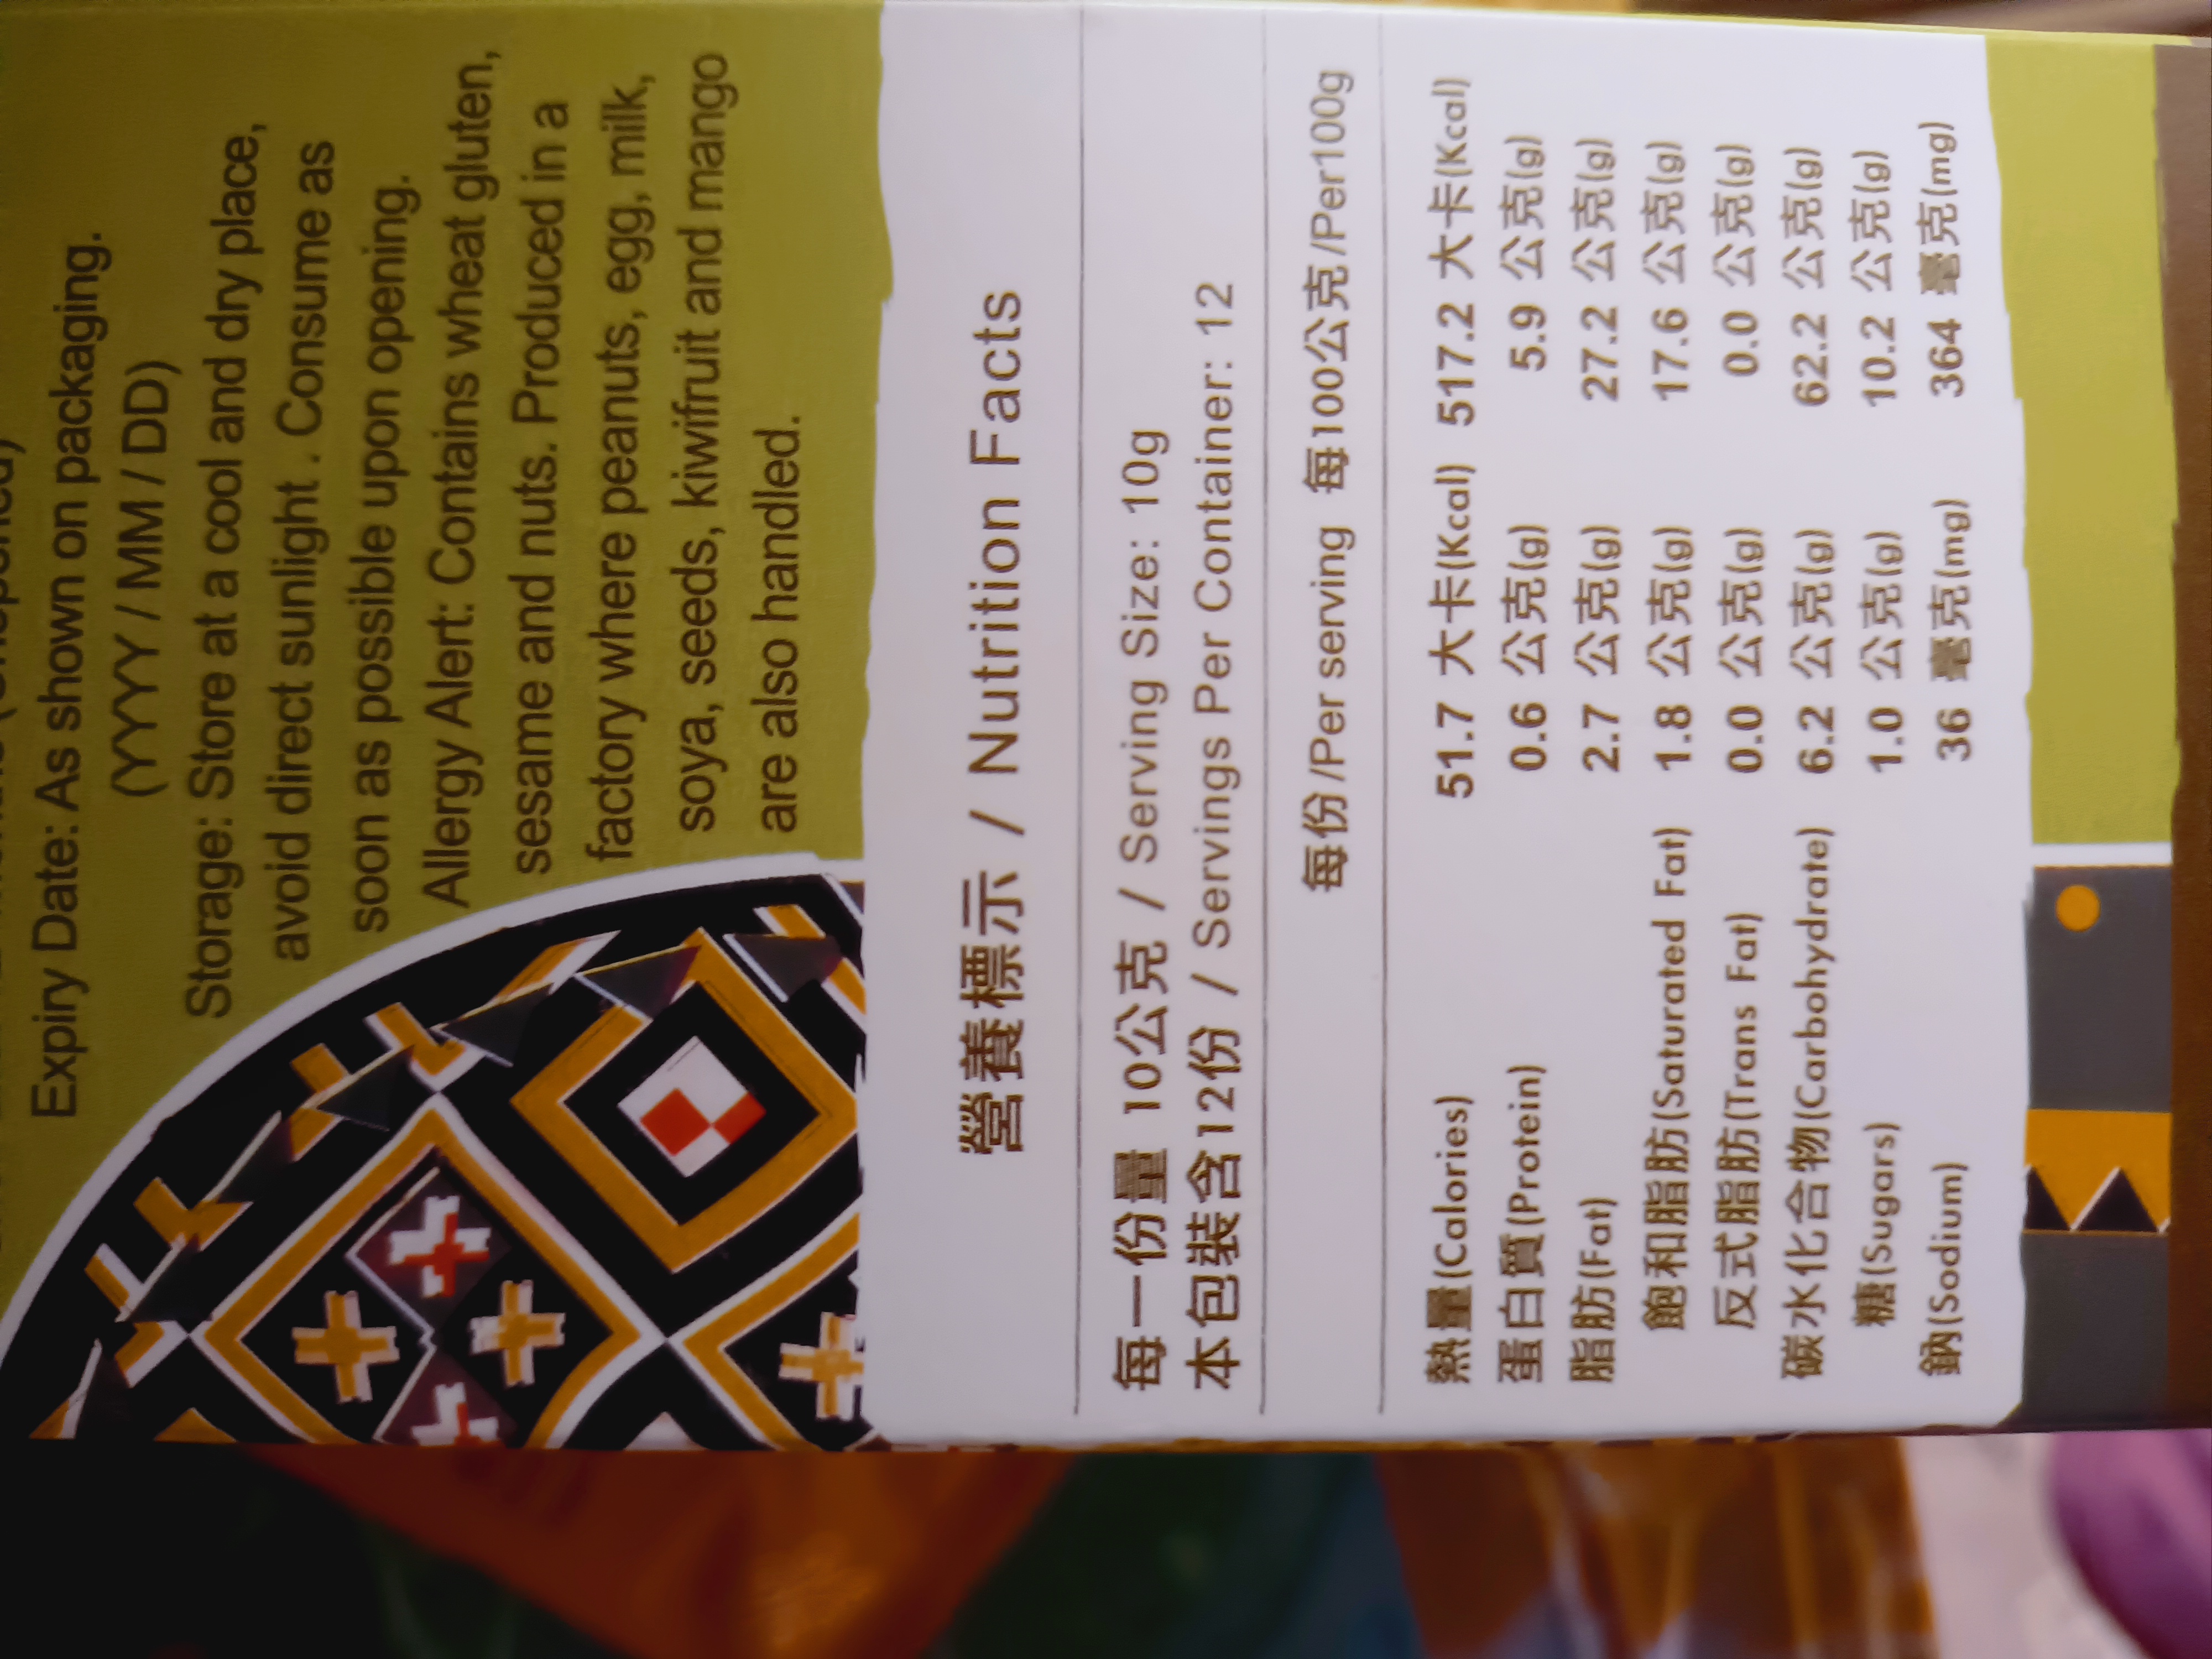 Expiry Date: As shown on packaging.
(YYYY / MM / DD)
Storage: Store at a cool and dry place,
avoid direct sunlight . Consume as
soon as possible upon opening.
Allergy Alert: Contains wheat gluten,
sesame and nuts. Produced in a
factory where peanuts, egg, milk,
soya, seeds, kiwifruit and mango
are also handled.
營養標示 / Nutrition Facts
每一份量 10公克 / Serving Size: 10g
本包裝含12份 / Servings Per Container: 12
每份 /Per serving 每100公克 /Per100g
熱量(Calories) 51.7 大卡(Kcal) 517.2 大卡(Kcal)
蛋白質(Protein) 0.6 公克(g) 5.9 公克(g)
脂肪(Fat) 2.7 公克(g) 27.2 公克(g)
飽和脂肪(Saturated Fat) 1.8 公克(g) 17.6 公克(g)
反式脂肪(Trans Fat) 0.0 公克(g) 0.0 公克(g)
碳水化合物(Carbohydrate) 6.2 公克(g) 62.2 公克(g)
糖(Sugars) 1.0 公克(g) 10.2 公克(g)
鈉(Sodium) 36 毫克(mg) 364 毫克(mg)